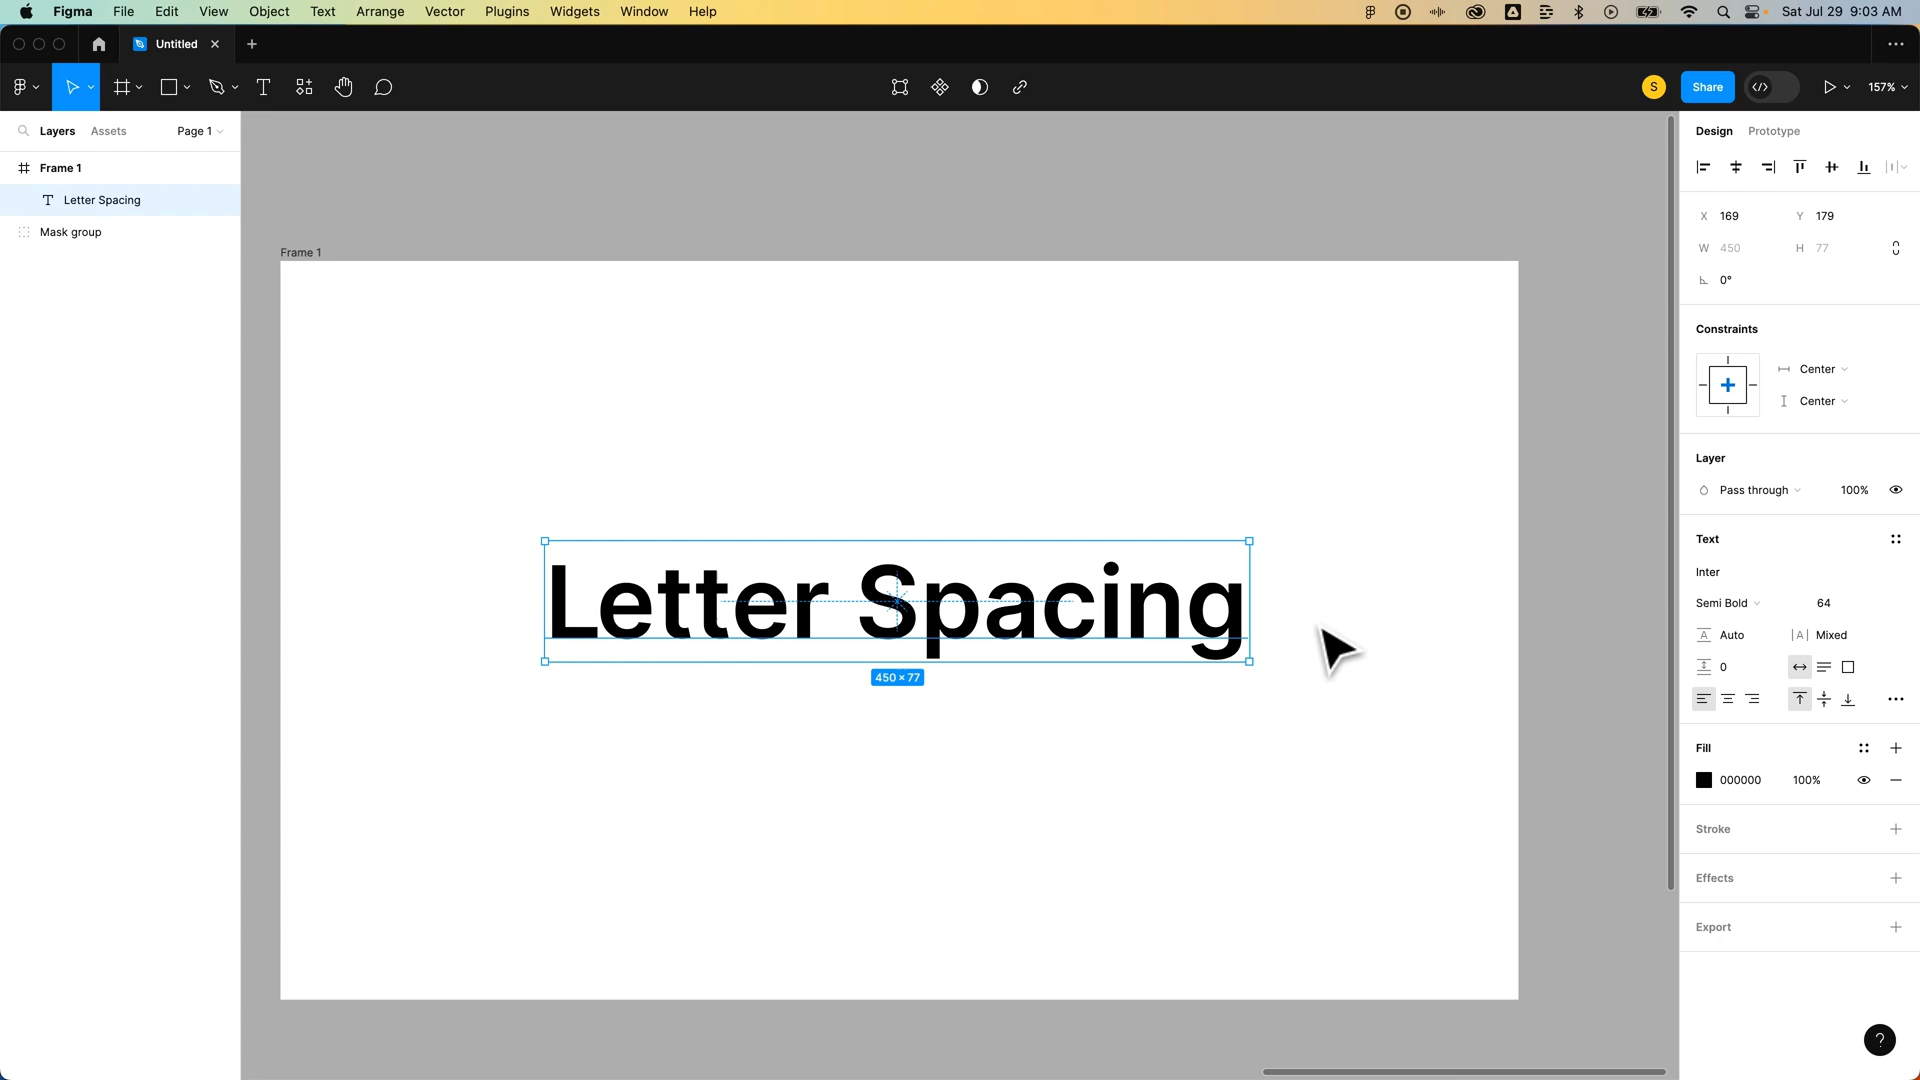 Figma File Edit View Object Text Arrange Vector Plugins Widgets Window Help Sat Jul 29 9:03 AM
Untitled
S Share 157%
Layers Assets Page 1
Design Prototype
Frame 1
Letter Spacing
Mask group
Frame 1
Letter Spacing
450 × 77
X 169 Y 179
W 450 H 77
0°
Constraints
Center
Center
Layer
Pass through 100%
Text
Inter
Semi Bold 64
A Auto |A| Mixed
0
Fill
000000 100%
Stroke
Effects
Export
?